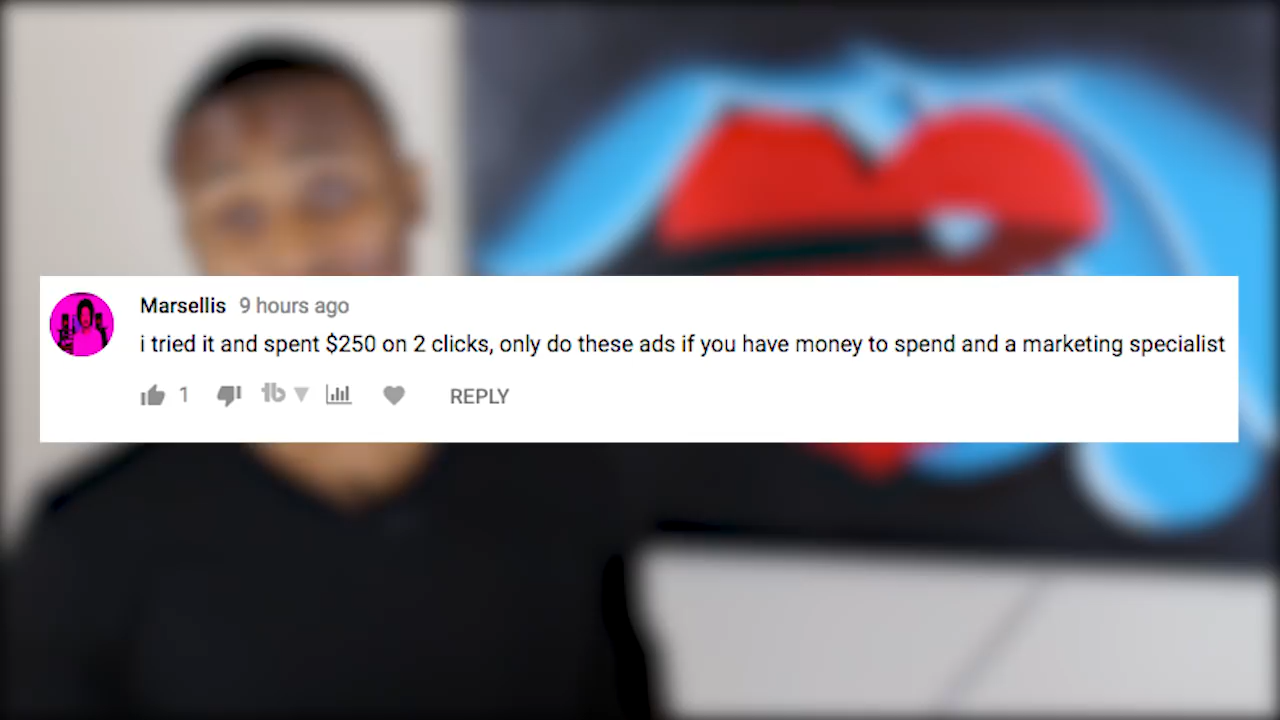 Marsellis 9 hours ago
i tried it and spent $250 on 2 clicks, only do these ads if you have money to spend and a marketing specialist
1
tb
REPLY